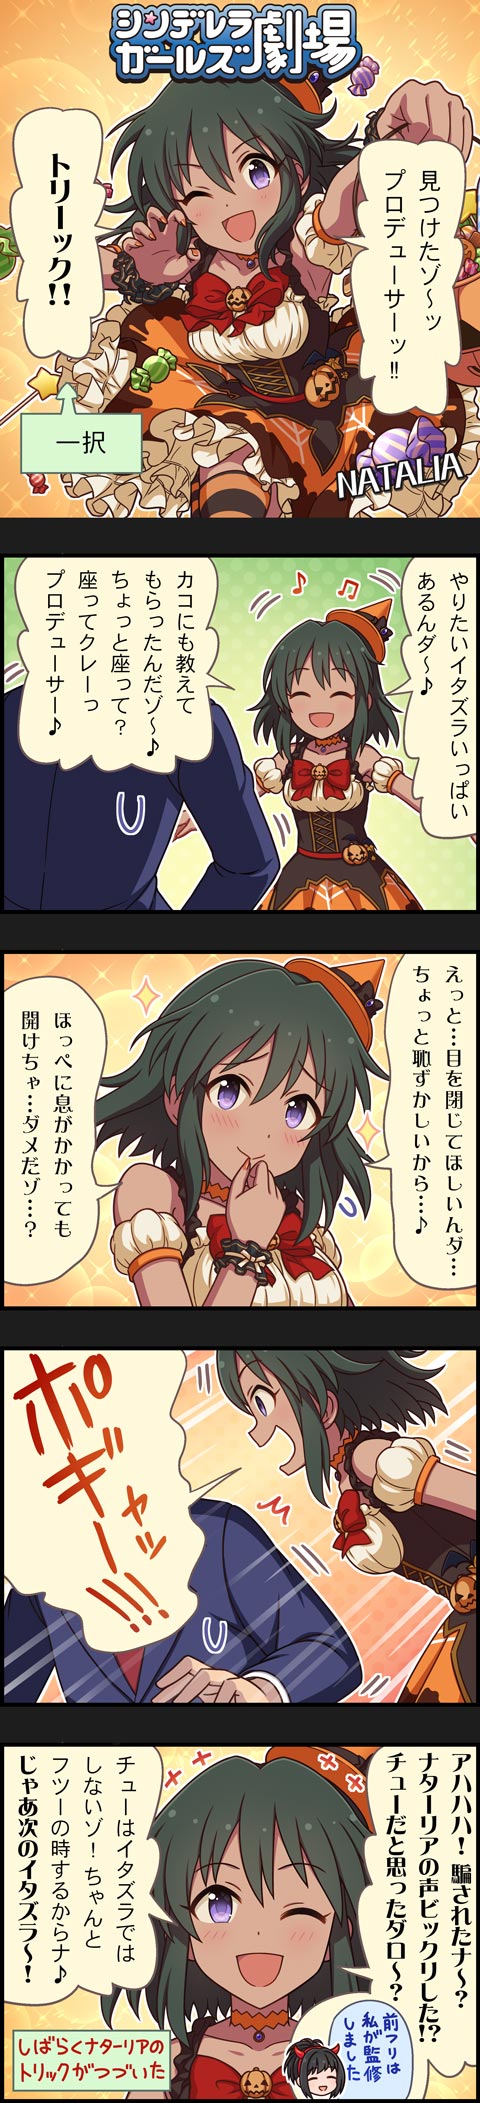 シンデレラ
ガールズ劇場
見つけたゾ～ッ
プロデューサーッ!!
トリーック!!
一択
NATALIA
やりたいイタズラいっぱい
あるんダ～♪
カコにも教えて
もらったんだゾ～♪
ちょっと座って？
座ってクレーっ
プロデューサー♪
えっと…目を閉じてほしいんダ…
ちょっと恥ずかしいから…♪
ほっぺに息がかかっても
開けちゃ…ダメだゾ…？
ポギャーッ!!!
アハハハ！騙されたナ～？
ナターリアの声ビックリした!?
チューだと思ったダロ～？
チューはイタズラでは
しないゾ！ちゃんと
フツーの時するからナ♪
じゃあ次のイタズラ～！
前フリは
私が監修
しました
しばらくナターリアの
トリックがつづいた